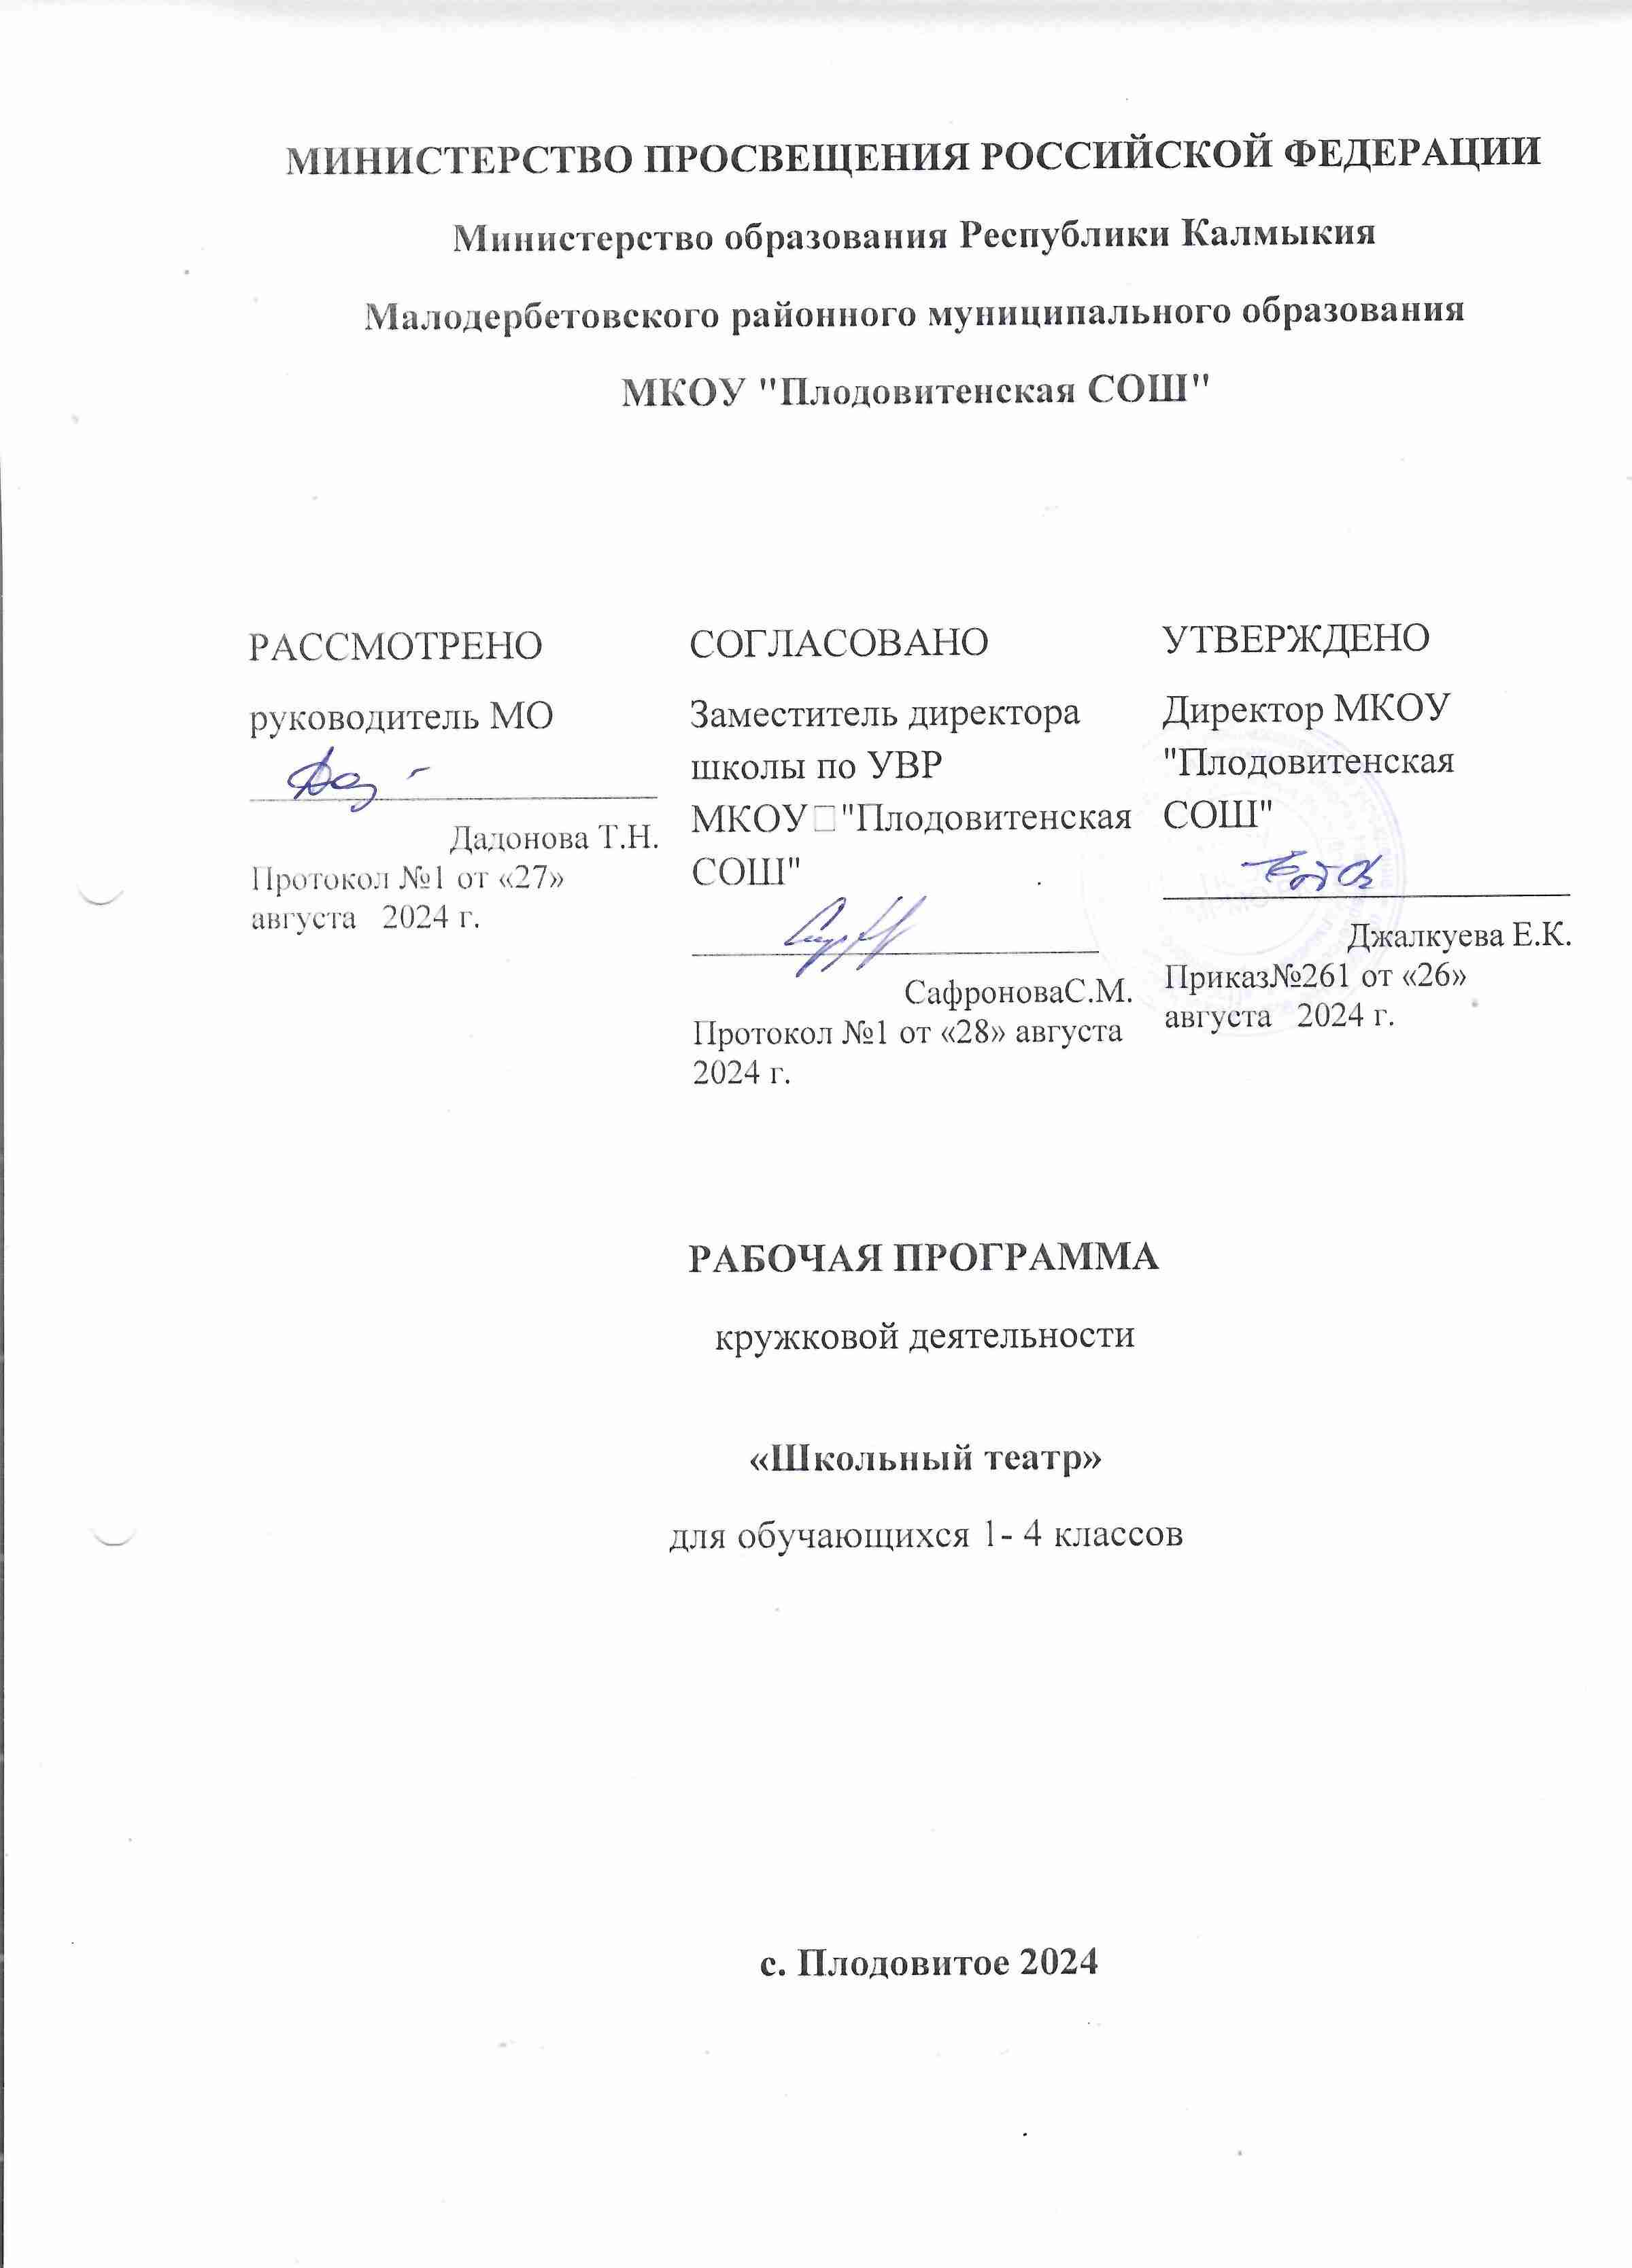 МИНИСТЕРСТВО ПРОСВЕЩЕНИЯ РОССИЙСКОЙ ФЕДЕРАЦИИ
Министерство образования Республики Калмыкия
Малодербетовского районного муниципального образования
МКОУ "Плодовитенская СОШ"
РАССМОТРЕНО
руководитель МО
Дадонова Т.Н.
Протокол №1 от «27»
августа 2024 г.
СОГЛАСОВАНО
Заместитель директора
школы по УВР
МКОУ "Плодовитенская
СОШ"
СафроноваС.М.
Протокол №1 от «28» августа
2024 г.
УТВЕРЖДЕНО
Директор МКОУ
"Плодовитенская
СОШ"
Джалкуева Е.К.
Приказ№261 от «26»
августа 2024 г.
РАБОЧАЯ ПРОГРАММА
кружковой деятельности
«Школьный театр»
для обучающихся 1- 4 классов
с. Плодовитое 2024